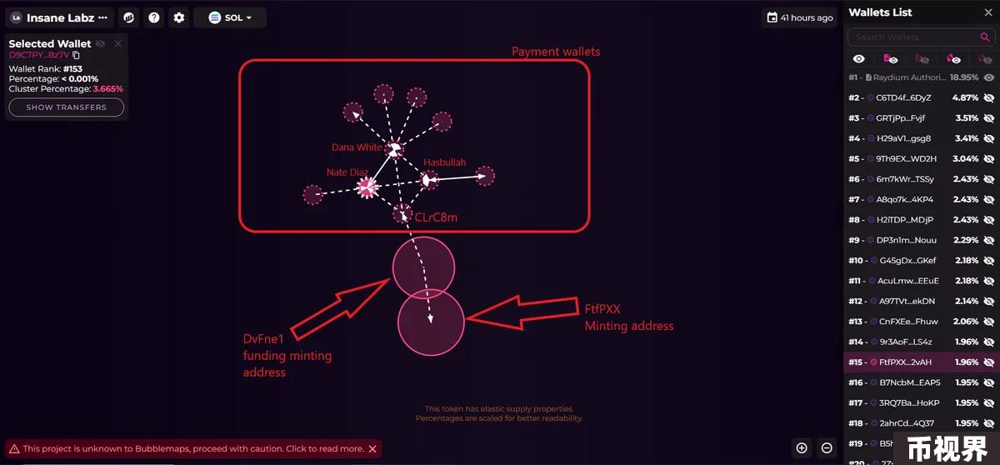 La Insane Labz ···
SOL
41 hours ago
Selected Wallet
D9C7PY...Bz7V
Wallet Rank: #153
Percentage: < 0.001%
Cluster Percentage: 3.665%
SHOW TRANSFERS
Payment wallets
Dana White
Hasbullah
Nate Diaz
CLrC8m
DvFne1
funding minting
address
FtfPXX
Minting address
This token has elastic supply properties.
Percentages are scaled for better readability.
This project is unknown to Bubblemaps, proceed with caution. Click to read more.
Wallets List
Search Wallets
#1 - Raydium Authori... 18.95%
#2 - C6TD4f...6DyZ 4.87%
#3 - GRTjPp...Fvjf 3.51%
#4 - H29aV1...gsg8 3.41%
#5 - 9Th9EX...WD2H 3.04%
#6 - 6m7kWr...TSSy 2.43%
#7 - A8qo7k...4KP4 2.43%
#8 - H2iTDP...MDjP 2.43%
#9 - DP3n1m...Nouu 2.29%
#10 - G45gDx...GKef 2.18%
#11 - AcuLmw...EEuE 2.18%
#12 - A97TVt...ekDN 2.14%
#13 - CnFXEe...Fhuw 2.06%
#14 - 9r3AoF...LS4z 1.96%
#15 - FtfPXX...2vAH 1.96%
#16 - B7NcbM...EAP5 1.95%
#17 - 3RQ7Ba...HoKP 1.95%
#18 - 2ahrCd...4Q37 1.95%
#19 - B5h
#20 -
币视界